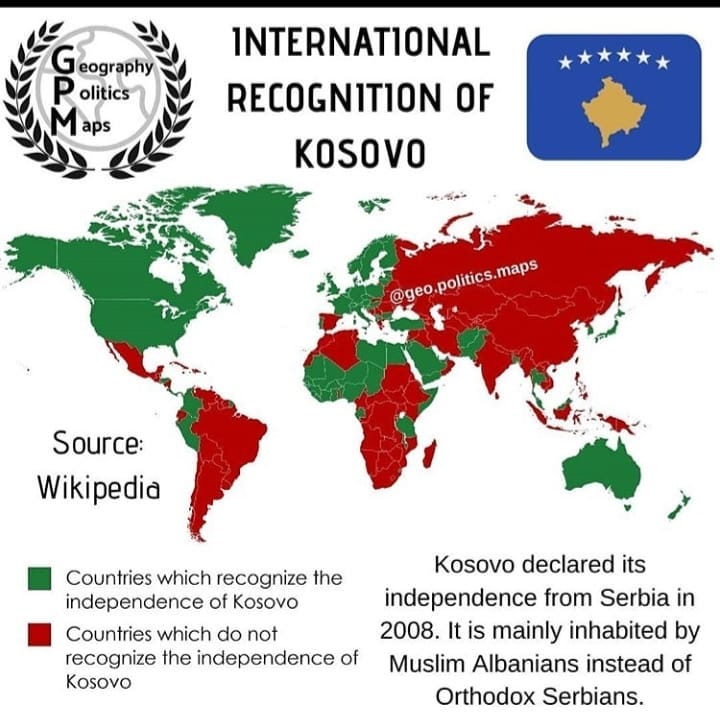 Geography
Politics
Maps
INTERNATIONAL
RECOGNITION OF
KOSOVO
@geo.politics.maps
Source:
Wikipedia
Countries which recognize the
independence of Kosovo
Countries which do not
recognize the independence of
Kosovo
Kosovo declared its
independence from Serbia in
2008. It is mainly inhabited by
Muslim Albanians instead of
Orthodox Serbians.